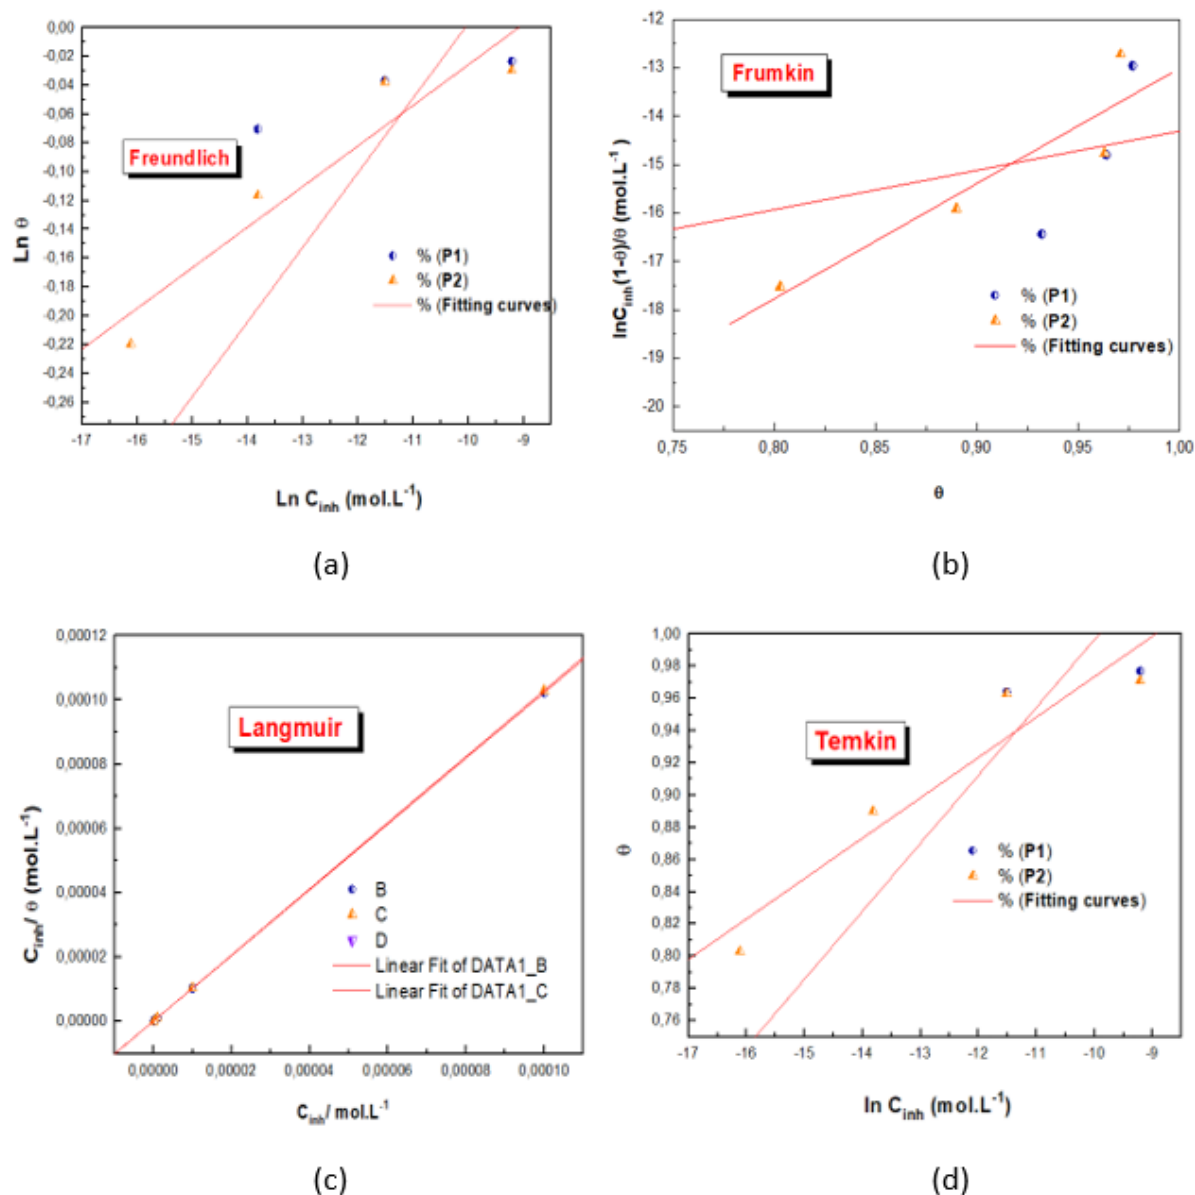 0,00
-0,02
-0,04
-0,06
-0,08
-0,10
-0,12
-0,14
-0,16
-0,18
-0,20
-0,22
-0,24
-0,26
Ln θ
Freundlich
% (P1)
% (P2)
% (Fitting curves)
-17 -16 -15 -14 -13 -12 -11 -10 -9
Ln Cinh (mol.L-1)
(a)
-12
-13
-14
-15
-16
-17
-18
-19
-20
lnCinh(1-θ)/θ (mol.L-1)
Frumkin
% (P1)
% (P2)
% (Fitting curves)
0,75 0,80 0,85 0,90 0,95 1,00
θ
(b)
0,00012
0,00010
0,00008
0,00006
0,00004
0,00002
0,00000
Cinh/ θ (mol.L-1)
Langmuir
B
C
D
Linear Fit of DATA1_B
Linear Fit of DATA1_C
0,00000 0,00002 0,00004 0,00006 0,00008 0,00010
Cinh/ mol.L-1
(c)
1,00
0,98
0,96
0,94
0,92
0,90
0,88
0,86
0,84
0,82
0,80
0,78
0,76
θ
Temkin
% (P1)
% (P2)
% (Fitting curves)
-17 -16 -15 -14 -13 -12 -11 -10 -9
ln Cinh (mol.L-1)
(d)